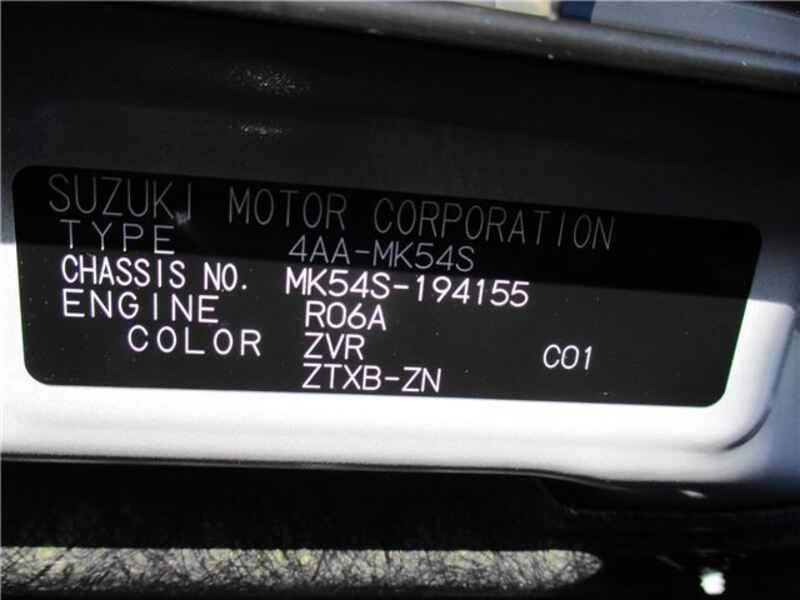 SUZUKI MOTOR CORPORATION
TYPE 4AA-MK54S
CHASSIS NO. MK54S-194155
ENGINE R06A
COLOR ZVR C01
ZTXB-ZN